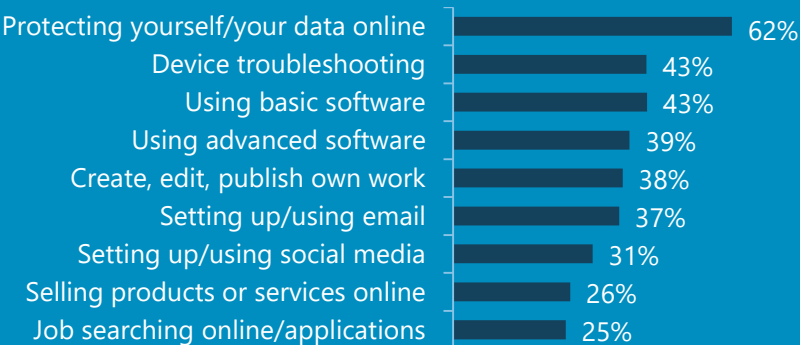 Protecting yourself/your data online 62%
Device troubleshooting 43%
Using basic software 43%
Using advanced software 39%
Create, edit, publish own work 38%
Setting up/using email 37%
Setting up/using social media 31%
Selling products or services online 26%
Job searching online/applications 25%